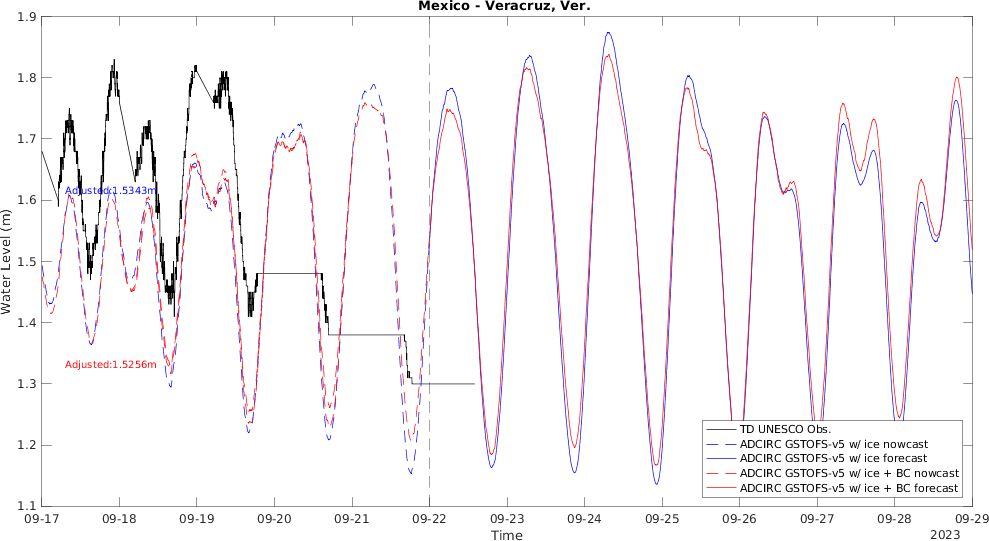 Mexico - Veracruz, Ver.
1.9
1.8
1.7
1.6
1.5
1.4
1.3
1.2
1.1
Water Level (m)
Adjusted:1.5343m
Adjusted:1.5256m
TD UNESCO Obs.
ADCIRC GSTOFS-v5 w/ ice nowcast
ADCIRC GSTOFS-v5 w/ ice forecast
ADCIRC GSTOFS-v5 w/ ice + BC nowcast
ADCIRC GSTOFS-v5 w/ ice + BC forecast
09-17 09-18 09-19 09-20 09-21 09-22 09-23 09-24 09-25 09-26 09-27 09-28 09-29
Time
2023